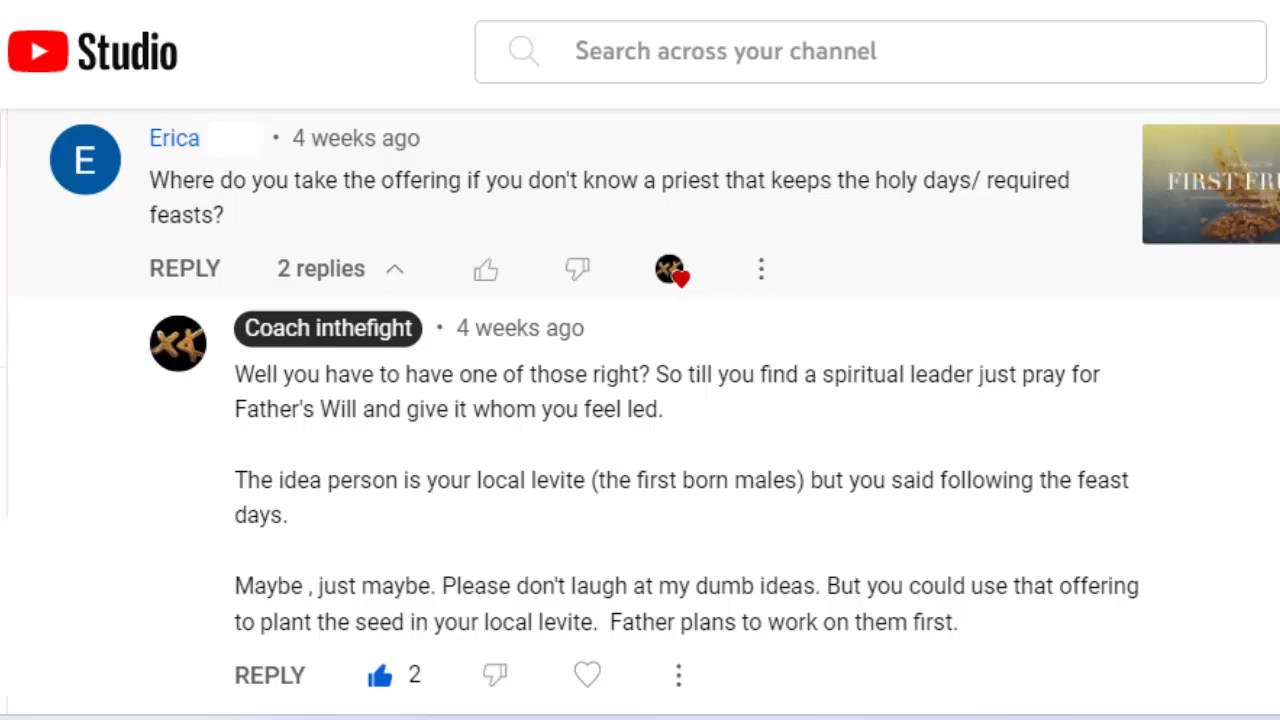 Studio
Search across your channel
E
Erica • 4 weeks ago
Where do you take the offering if you don't know a priest that keeps the holy days/ required
feasts?
FIRST
REPLY 2 replies
Coach inthefight • 4 weeks ago
Well you have to have one of those right? So till you find a spiritual leader just pray for
Father's Will and give it whom you feel led.
The idea person is your local levite (the first born males) but you said following the feast
days.
Maybe , just maybe. Please don't laugh at my dumb ideas. But you could use that offering
to plant the seed in your local levite. Father plans to work on them first.
REPLY 2